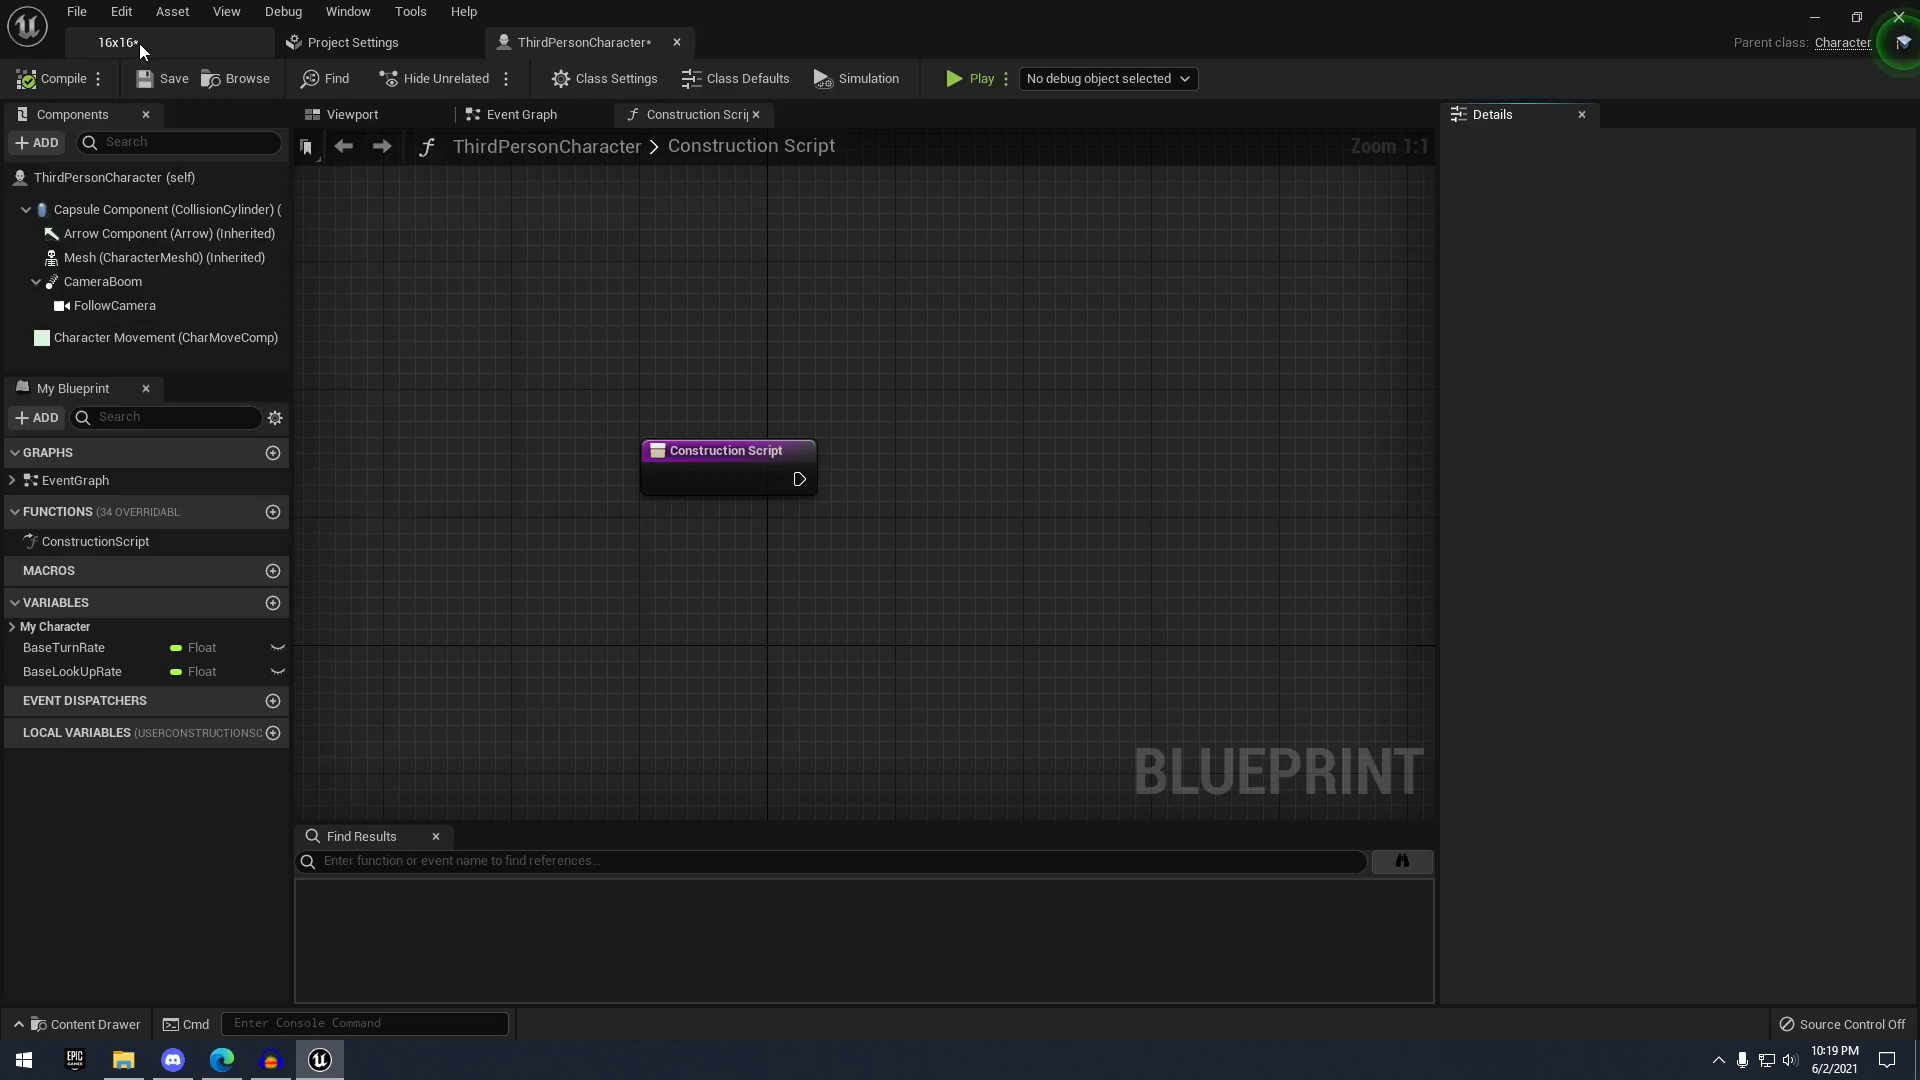 File Edit Asset View Debug Window Tools Help
16x16* Project Settings ThirdPersonCharacter*
Parent class: Character
Compile Save Browse Find Hide Unrelated Class Settings Class Defaults Simulation Play No debug object selected
Components Viewport Event Graph Construction Scrip Details
ADD Search
ThirdPersonCharacter > Construction Script Zoom 1:1
ThirdPersonCharacter (self)
Capsule Component (CollisionCylinder) (
Arrow Component (Arrow) (Inherited)
Mesh (CharacterMesh0) (Inherited)
CameraBoom
FollowCamera
Character Movement (CharMoveComp)
My Blueprint
ADD Search
GRAPHS
EventGraph
FUNCTIONS (34 OVERRIDABL
ConstructionScript
MACROS
VARIABLES
My Character
BaseTurnRate Float
BaseLookUpRate Float
EVENT DISPATCHERS
LOCAL VARIABLES (USERCONSTRUCTIONSC
Construction Script
BLUEPRINT
Find Results
Enter function or event name to find references...
Content Drawer Cmd Enter Console Command Source Control Off
EPIC GAMES
10:19 PM
6/2/2021